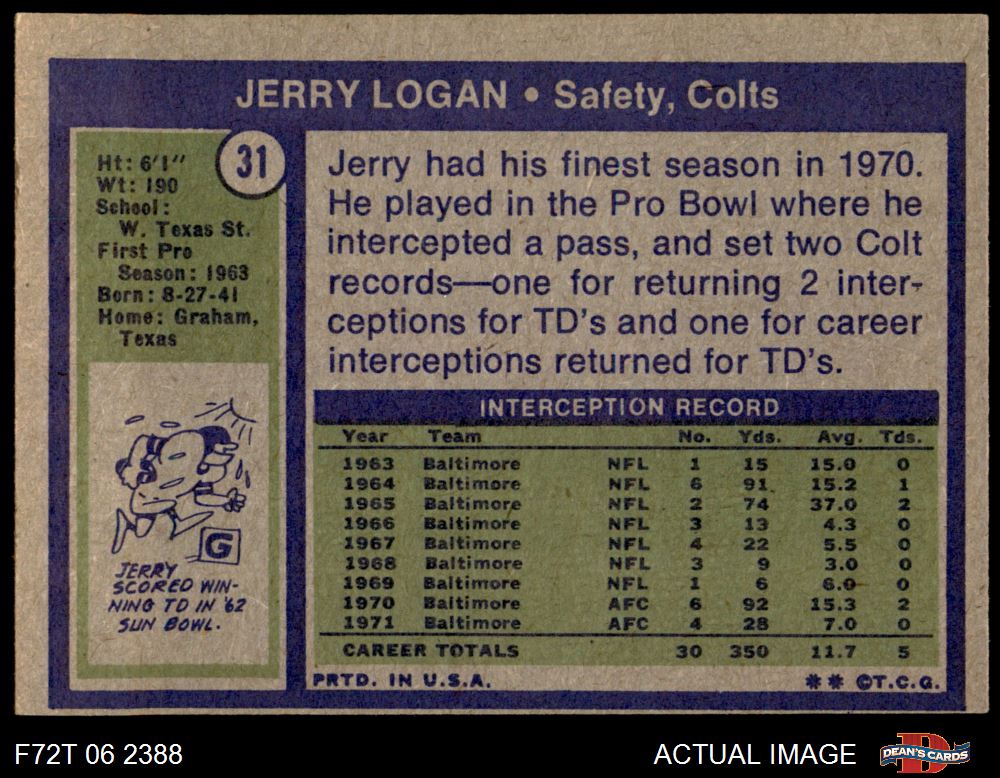 JERRY LOGAN • Safety, Colts
31
Ht: 6'1"
Wt: 190
School:
W. Texas St.
First Pro
Season: 1963
Born: 8-27-41
Home: Graham,
Texas
G
JERRY
SCORED WIN-
NING TD IN '62
SUN BOWL.
Jerry had his finest season in 1970.
He played in the Pro Bowl where he
intercepted a pass, and set two Colt
records—one for returning 2 inter-
ceptions for TD's and one for career
interceptions returned for TD's.
INTERCEPTION RECORD
Year Team No. Yds. Avg. Tds.
1963 Baltimore NFL 1 15 15.0 0
1964 Baltimore NFL 6 91 15.2 1
1965 Baltimore NFL 2 74 37.0 2
1966 Baltimore NFL 3 13 4.3 0
1967 Baltimore NFL 4 22 5.5 0
1968 Baltimore NFL 3 9 3.0 0
1969 Baltimore NFL 1 6 6.0 0
1970 Baltimore AFC 6 92 15.3 2
1971 Baltimore AFC 4 28 7.0 0
CAREER TOTALS 30 350 11.7 5
PRTD. IN U.S.A. ** ©T.C.G.
F72T 06 2388 ACTUAL IMAGE DEAN'S CARDS